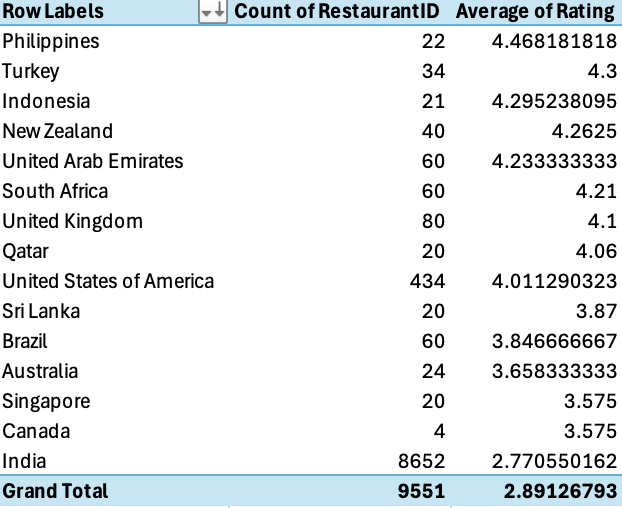 Row Labels Count of RestaurantID Average of Rating
Philippines 22 4.468181818
Turkey 34 4.3
Indonesia 21 4.295238095
New Zealand 40 4.2625
United Arab Emirates 60 4.233333333
South Africa 60 4.21
United Kingdom 80 4.1
Qatar 20 4.06
United States of America 434 4.011290323
Sri Lanka 20 3.87
Brazil 60 3.846666667
Australia 24 3.658333333
Singapore 20 3.575
Canada 4 3.575
India 8652 2.770550162
Grand Total 9551 2.89126793